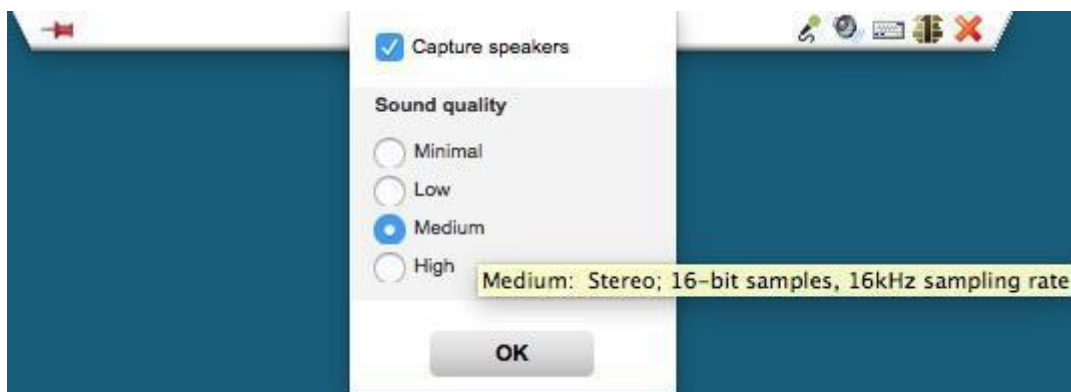 Capture speakers
Sound quality
Minimal
Low
Medium
High
Medium: Stereo; 16-bit samples, 16kHz sampling rate
OK